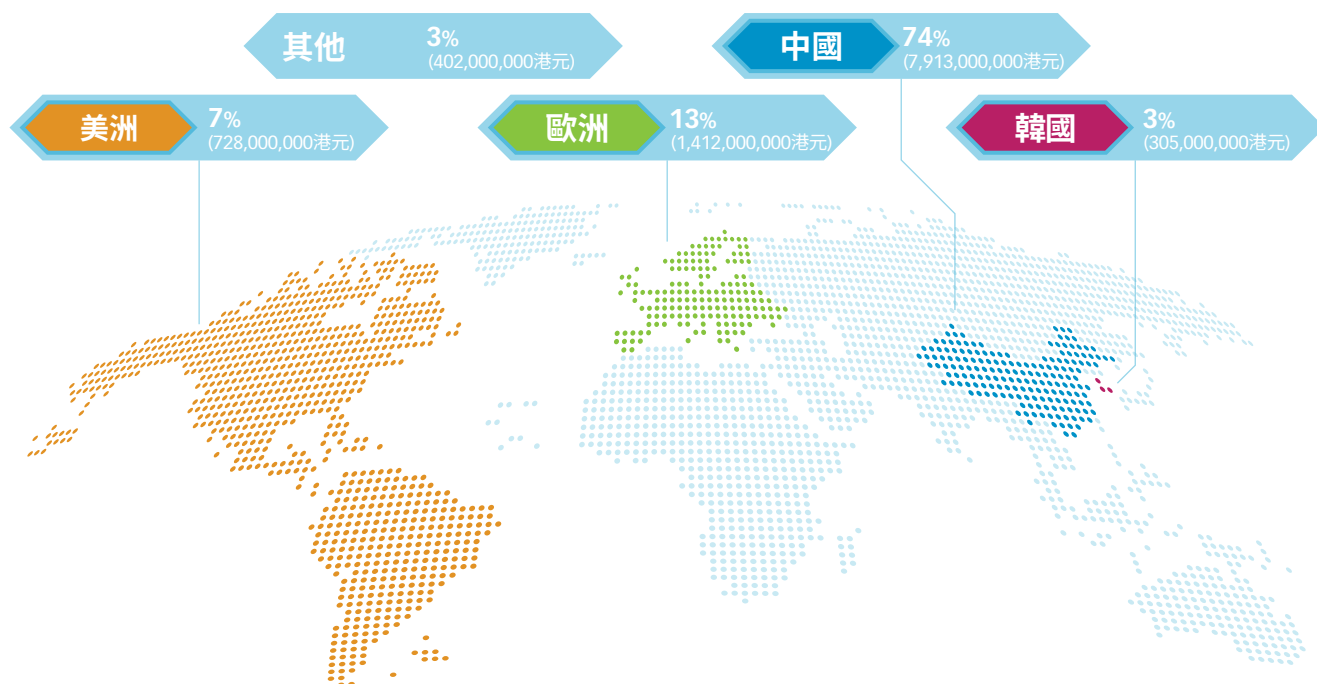 其他
3%
(402,000,000港元)
中國
74%
(7,913,000,000港元)
美洲
7%
(728,000,000港元)
歐洲
13%
(1,412,000,000港元)
韓國
3%
(305,000,000港元)